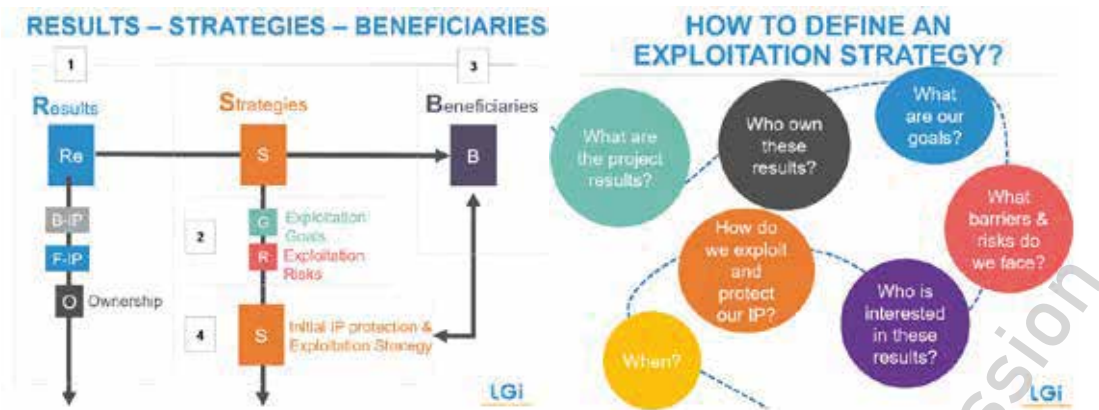 RESULTS – STRATEGIES – BENEFICIARIES
1
3
Results
Strategies
Beneficiaries
Re
S
B
B-IP
F-IP
O Ownership
2
G Exploitation
Goals
R Exploitation
Risks
4
S
Initial IP protection &
Exploitation Strategy
LGi
HOW TO DEFINE AN
EXPLOITATION STRATEGY?
What are
the project
results?
Who own
these
results?
What
are our
goals?
What
barriers &
risks do
we face?
Who is
interested
in these
results?
How do
we exploit
and
protect
our IP?
When?
LGi
ssion